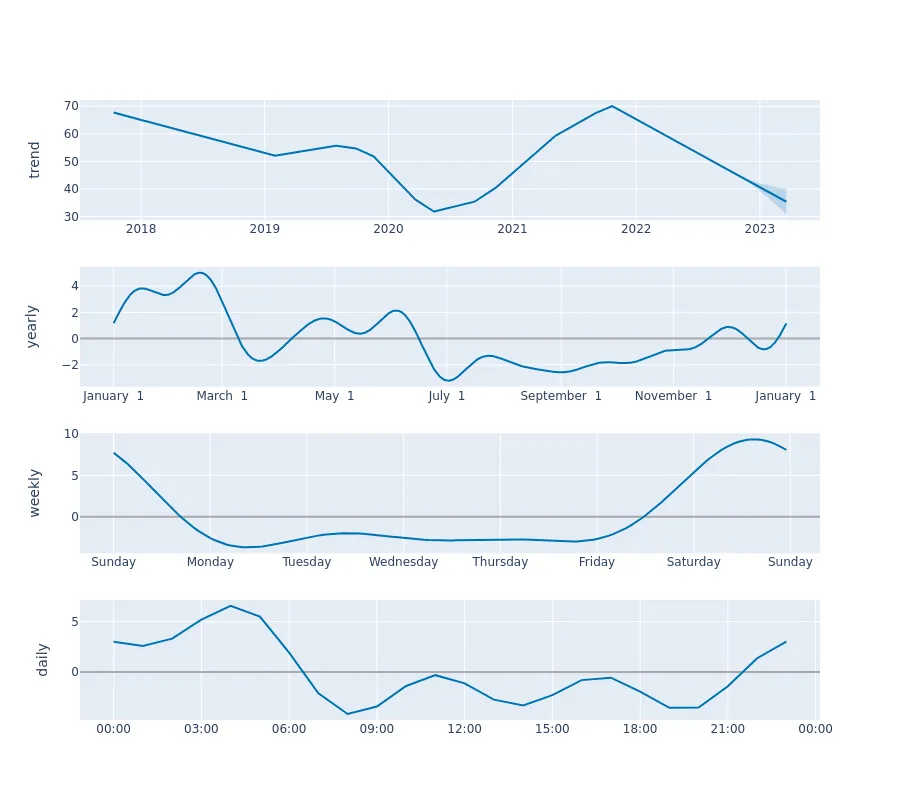 trend
70
60
50
40
30
2018 2019 2020 2021 2022 2023
yearly
4
2
0
−2
January 1 March 1 May 1 July 1 September 1 November 1 January 1
weekly
10
5
0
Sunday Monday Tuesday Wednesday Thursday Friday Saturday Sunday
daily
5
0
00:00 03:00 06:00 09:00 12:00 15:00 18:00 21:00 00:00